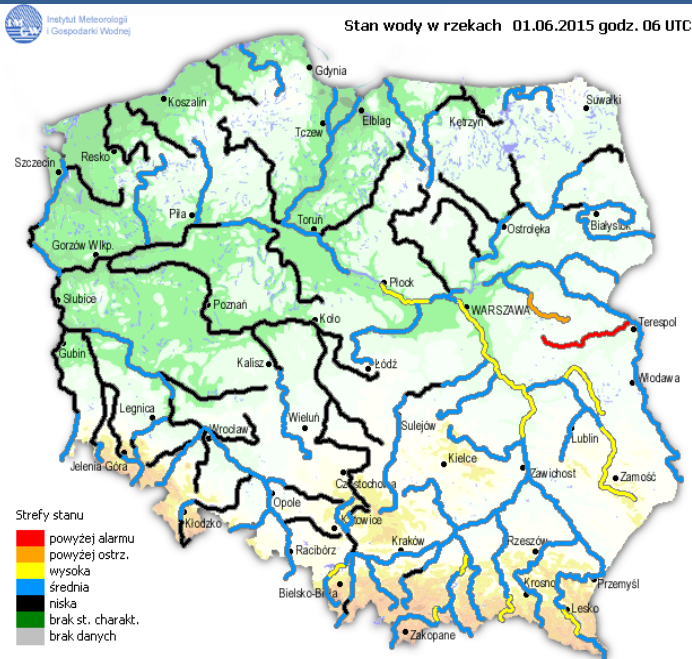 Instytut Meteorologii
i Gospodarki Wodnej
IMGW
Stan wody w rzekach 01.06.2015 godz. 06 UTC
Gdynia
Koszalin
Suwałki
Tczew
Elbląg
Kętrzyn
Resko
Szczecin
Piła
Toruń
Ostrołęka
Białystok
Gorzów Wlkp.
Płock
Słubice
Poznań
WARSZAWA
Koło
Terespol
Gubin
Kalisz
Łódź
Włodawa
Legnica
Wrocław
Wieluń
Sulejów
Lublin
Jelenia Góra
Kielce
Częstochowa
Zawichost
Zamość
Opole
Kłodzko
Katowice
Racibórz
Kraków
Rzeszów
Bielsko-Biała
Krosno
Przemyśl
Lesko
Zakopane
Strefy stanu
powyżej alarmu
powyżej ostrz.
wysoka
średnia
niska
brak st. charakt.
brak danych